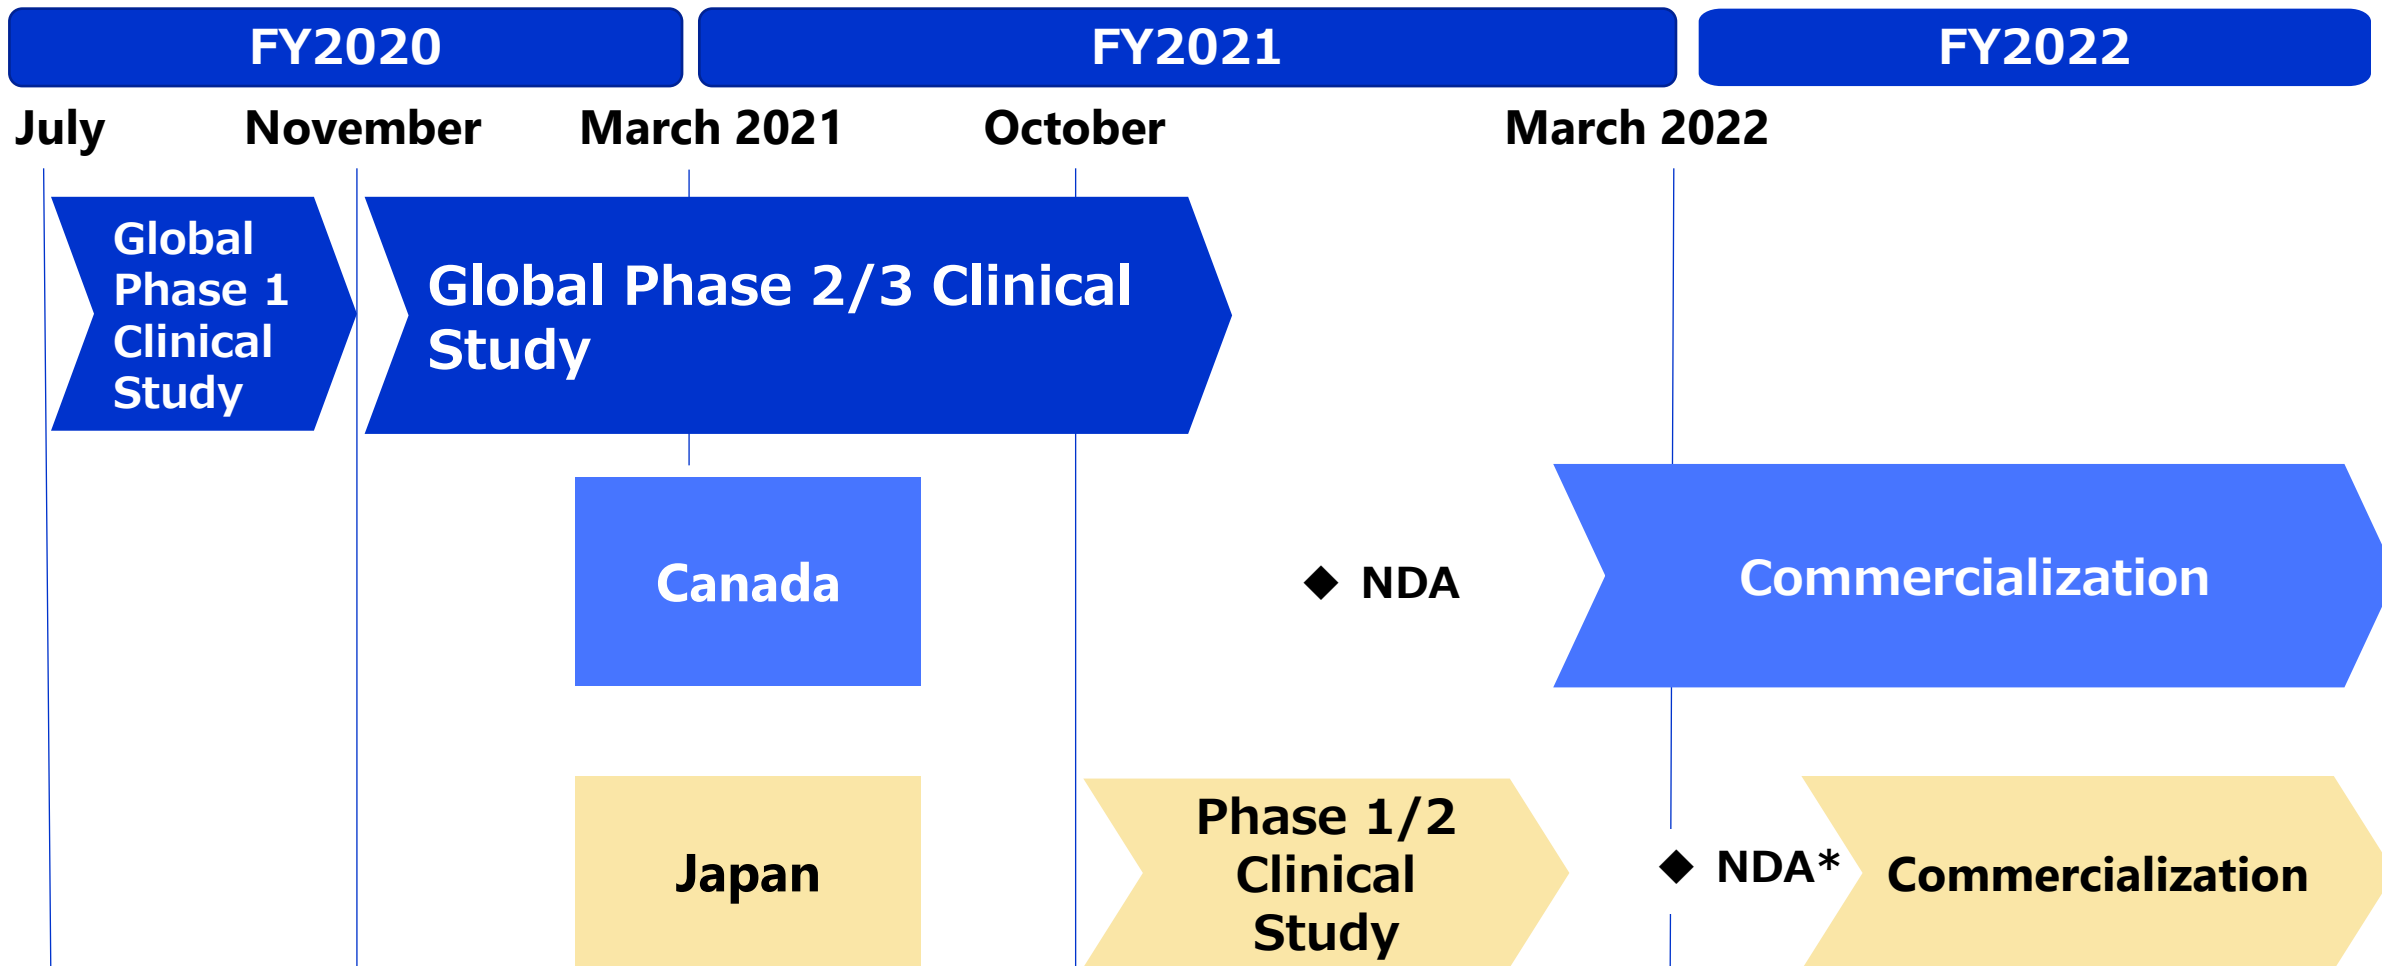 FY2020
FY2021
FY2022
July
November
March 2021
October
March 2022
Global
Phase 1
Clinical
Study
Global Phase 2/3 Clinical
Study
Canada
◆ NDA
Commercialization
Japan
Phase 1/2
Clinical
Study
◆ NDA*
Commercialization